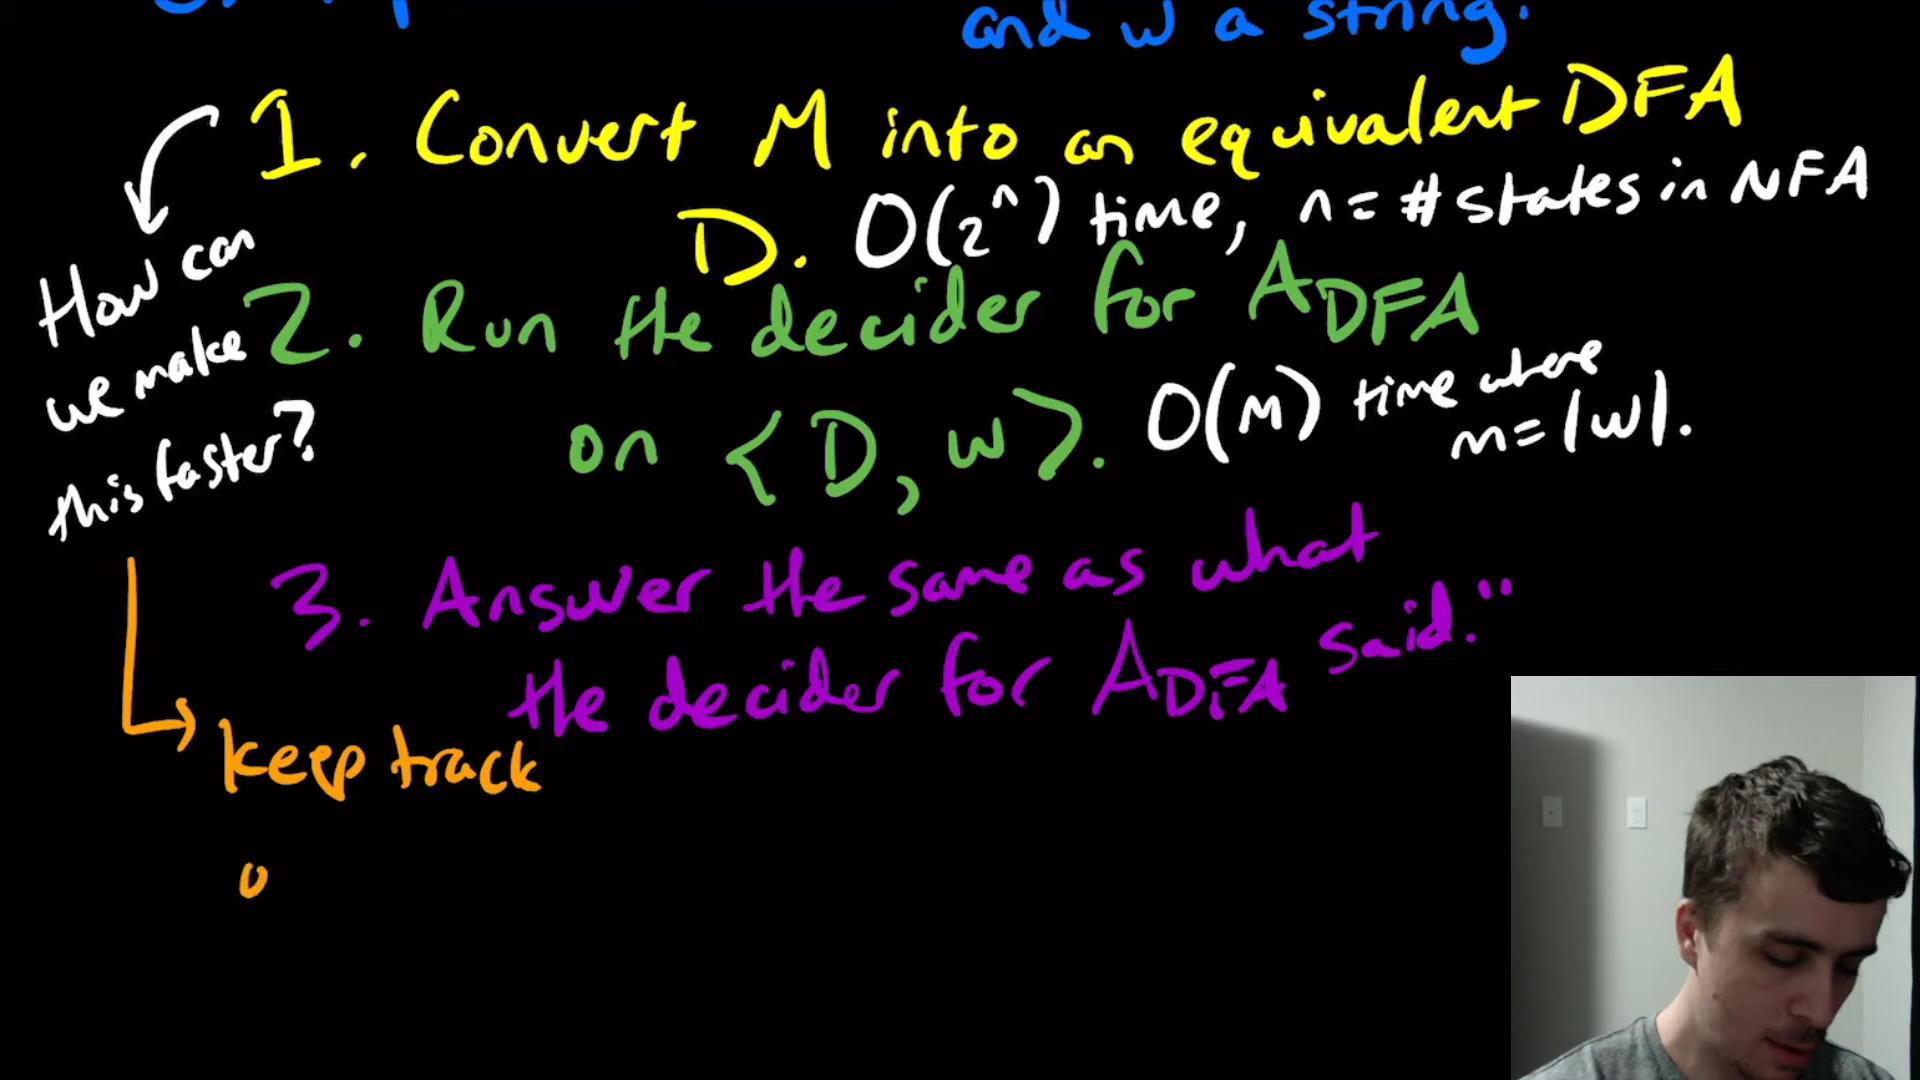 and w a string.
1. Convert M into an equivalent DFA
D. O(2^n) time, n = # states in NFA
How can
we make
this faster?
2. Run the decider for A_DFA
on <D, w>. O(m) time where
m = |w|.
3. Answer the same as what
the decider for A_DFA said."
keep track
o